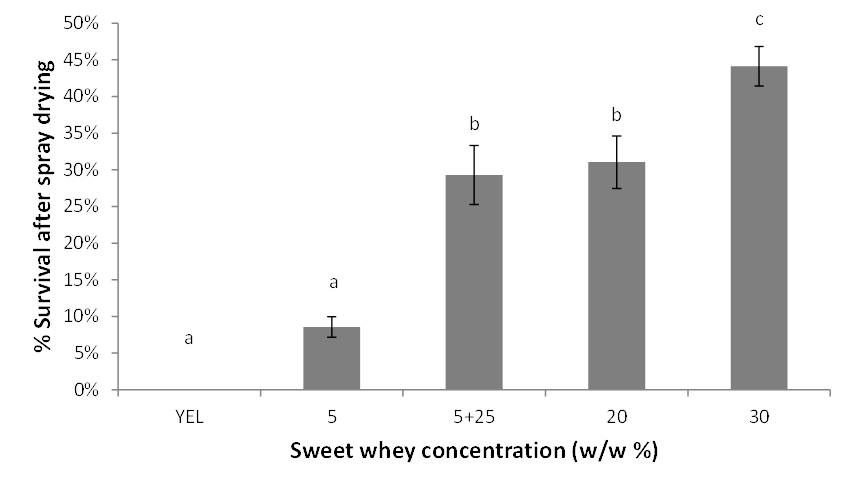 50%
45%
40%
35%
30%
25%
20%
15%
10%
5%
0%
% Survival after spray drying
a
a
b
b
c
YEL 5 5+25 20 30
Sweet whey concentration (w/w %)